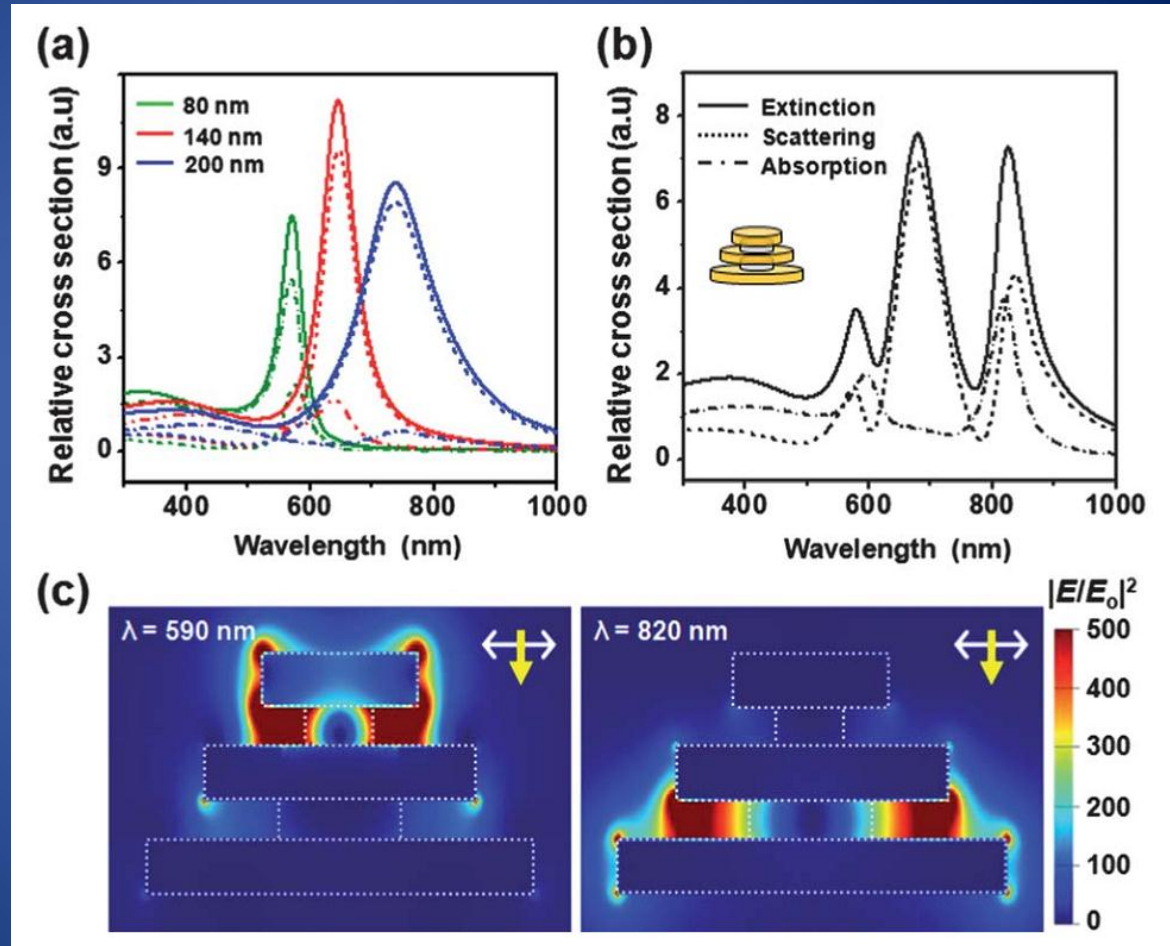 (a)
Relative cross section (a.u)
9
6
3
0
80 nm
140 nm
200 nm
400
600
800
1000
Wavelength (nm)
(b)
Relative cross section (a.u)
8
6
4
2
0
Extinction
Scattering
Absorption
400
600
800
1000
Wavelength (nm)
(c)
λ = 590 nm
λ = 820 nm
|E/Eₒ|²
500
400
300
200
100
0